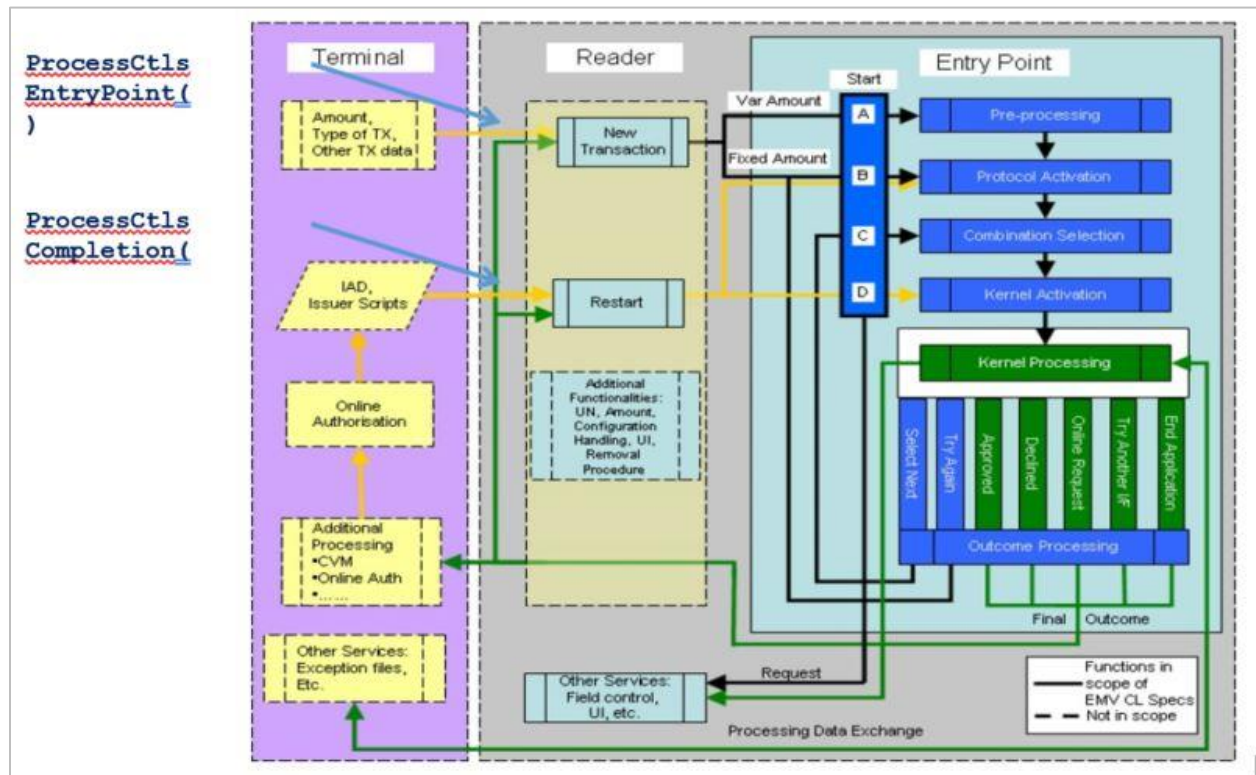 ProcessCtls
EntryPoint(
)
ProcessCtls
Completion(
Terminal
Amount,
Type of TX,
Other TX data
IAD,
Issuer Scripts
Online
Authorisation
Additional
Processing
•CVM
•Online Auth
•......
Other Services:
Exception files,
Etc.
Reader
New
Transaction
Restart
Additional
Functionalities:
UN, Amount,
Configuration
Handling, UI,
Removal
Procedure
Other Services:
Field control,
UI, etc.
Var Amount
Fixed Amount
Entry Point
Start
A
B
C
D
Pre-processing
Protocol Activation
Combination Selection
Kernel Activation
Kernel Processing
Select Next
Try Again
Approved
Declined
Online Request
Try Another I/F
End Application
Outcome Processing
Final Outcome
Request
Processing Data Exchange
Functions in
scope of
EMV CL Specs
Not in scope